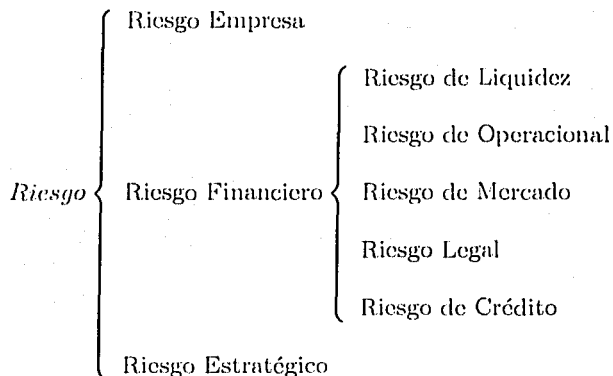 Riesgo Empresa
Riesgo de Liquidez
Riesgo de Operacional
Riesgo
Riesgo Financiero
Riesgo de Mercado
Riesgo Legal
Riesgo de Crédito
Riesgo Estratégico